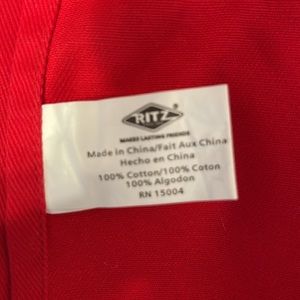 RITZ®
MAKES LASTING FRIENDS
Made in China/Fait Aux China
Hecho en China
100% Cotton/100% Coton
100% Algodon
RN 15004